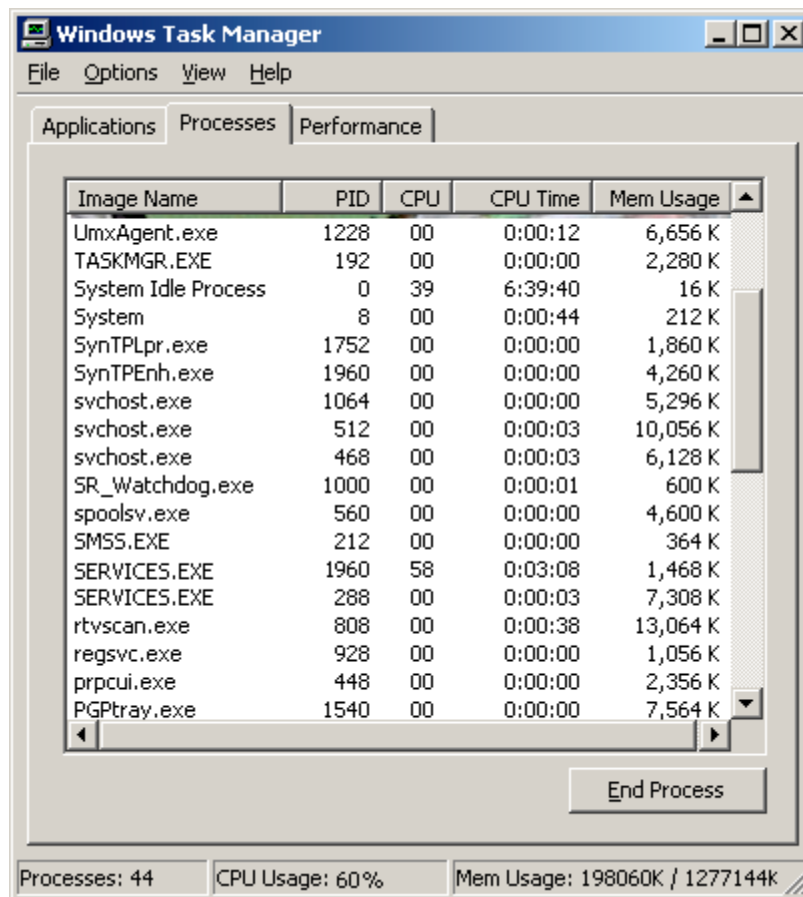 Windows Task Manager
File Options View Help
Applications Processes Performance
Image Name PID CPU CPU Time Mem Usage
UmxAgent.exe 1228 00 0:00:12 6,656 K
TASKMGR.EXE 192 00 0:00:00 2,280 K
System Idle Process 0 39 6:39:40 16 K
System 8 00 0:00:44 212 K
SynTPLpr.exe 1752 00 0:00:00 1,860 K
SynTPEnh.exe 1960 00 0:00:00 4,260 K
svchost.exe 1064 00 0:00:00 5,296 K
svchost.exe 512 00 0:00:03 10,056 K
svchost.exe 468 00 0:00:03 6,128 K
SR_Watchdog.exe 1000 00 0:00:01 600 K
spoolsv.exe 560 00 0:00:00 4,600 K
SMSS.EXE 212 00 0:00:00 364 K
SERVICES.EXE 1960 58 0:03:08 1,468 K
SERVICES.EXE 288 00 0:00:03 7,308 K
rtvscan.exe 808 00 0:00:38 13,064 K
regsvc.exe 928 00 0:00:00 1,056 K
prpcui.exe 448 00 0:00:00 2,356 K
PGPtray.exe 1540 00 0:00:00 7,564 K
End Process
Processes: 44 CPU Usage: 60% Mem Usage: 198060K / 1277144K